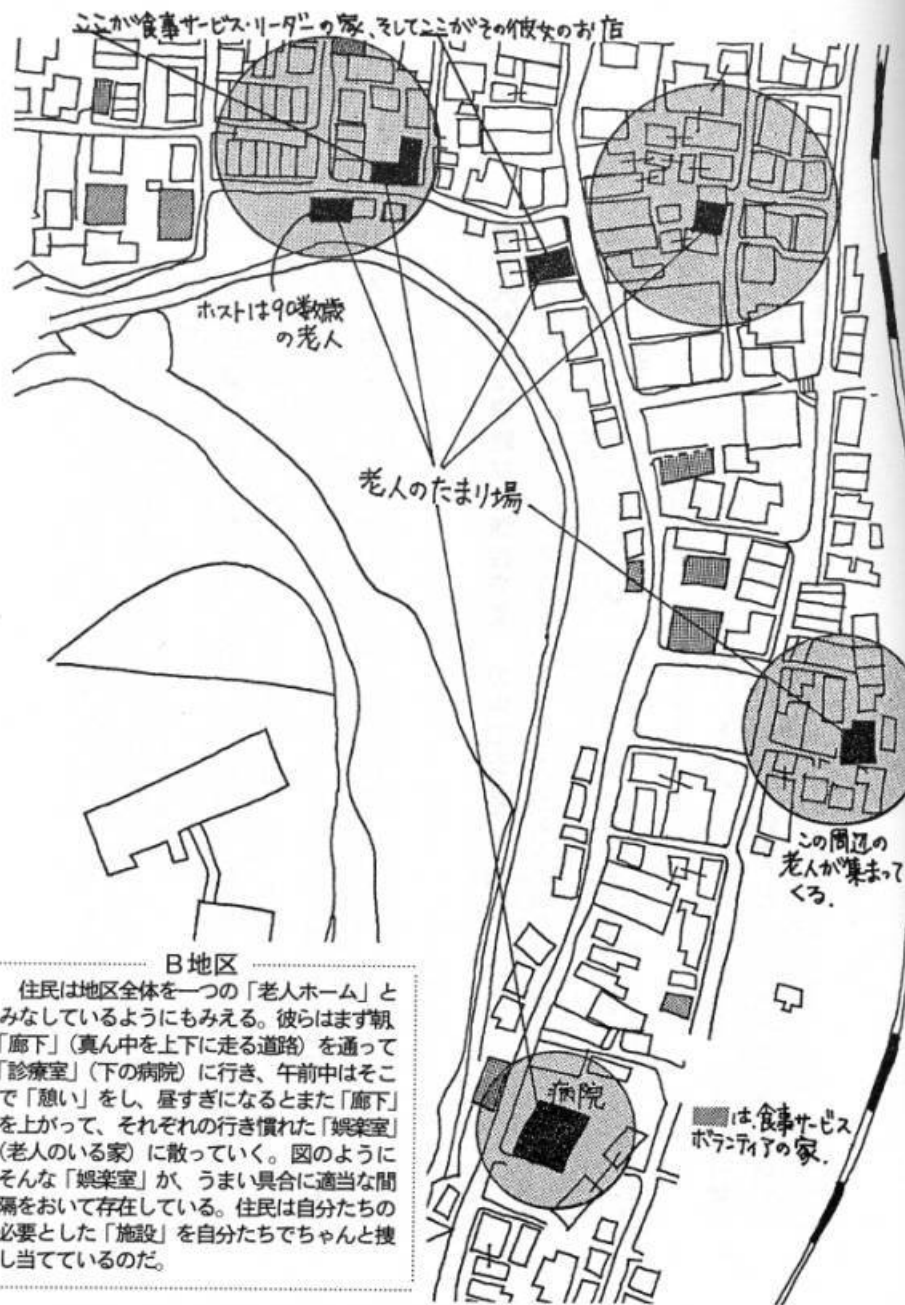 ここが食事サービス・リーダーの家、そしてここがその彼女のお店
ホストは90数歳
の老人
老人のたまり場
この周辺の
老人が集まって
くる.
病院
は、食事サービス
ボランティアの家.
B地区
住民は地区全体を一つの「老人ホーム」と
みなしているようにもみえる。彼らはまず朝、
「廊下」（真ん中を上下に走る道路）を通って
「診療室」（下の病院）に行き、午前中はそこ
で「憩い」をし、昼すぎになるとまた「廊下」
を上がって、それぞれの行き慣れた「娯楽室」
（老人のいる家）に散っていく。図のように
そんな「娯楽室」が、うまい具合に適当な間
隔をおいて存在している。住民は自分たちの
必要とした「施設」を自分たちでちゃんと捜
し当てているのだ。